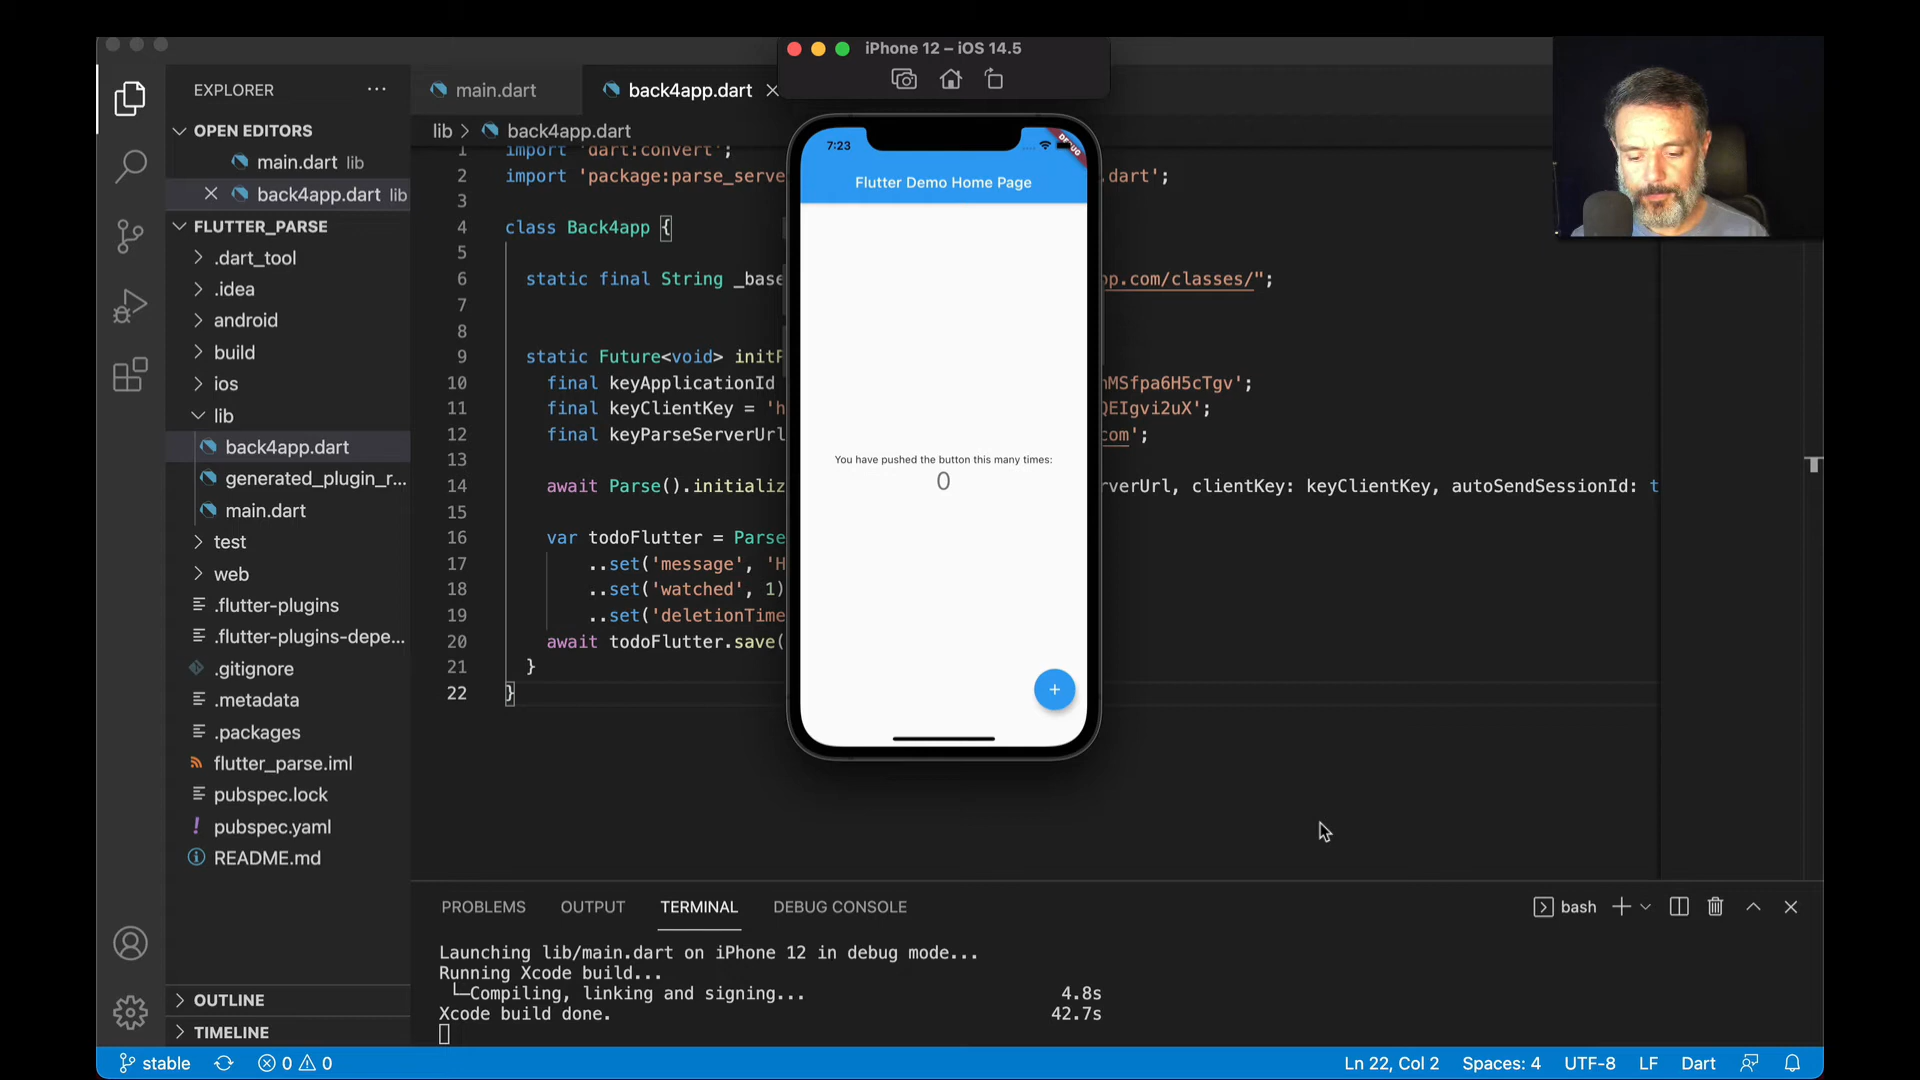 iPhone 12 – iOS 14.5
EXPLORER
OPEN EDITORS
main.dart lib
back4app.dart lib
FLUTTER_PARSE
.dart_tool
.idea
android
build
ios
lib
back4app.dart
generated_plugin_r...
main.dart
test
web
.flutter-plugins
.flutter-plugins-depe...
.gitignore
.metadata
.packages
flutter_parse.iml
pubspec.lock
pubspec.yaml
README.md
OUTLINE
TIMELINE
main.dart
back4app.dart
lib > back4app.dart
1 import 'dart:convert';
2 import 'package:parse_serve .dart';
3
4 class Back4app {
5
6 static final String _base pp.com/classes/";
7
8
9 static Future<void> initP
10 final keyApplicationId MSfpa6H5cTgv';
11 final keyClientKey = 'h QEIgvi2uX';
12 final keyParseServerUrl com';
13
14 await Parse().initializ rverUrl, clientKey: keyClientKey, autoSendSessionId: t
15
16 var todoFlutter = Parse
17 ..set('message', 'H
18 ..set('watched', 1)
19 ..set('deletionTime
20 await todoFlutter.save(
21 }
22 }
7:23
DEBUG
Flutter Demo Home Page
You have pushed the button this many times:
0
+
PROBLEMS OUTPUT TERMINAL DEBUG CONSOLE
bash
Launching lib/main.dart on iPhone 12 in debug mode...
Running Xcode build...
└─Compiling, linking and signing... 4.8s
Xcode build done. 42.7s
stable 0 0 Ln 22, Col 2 Spaces: 4 UTF-8 LF Dart